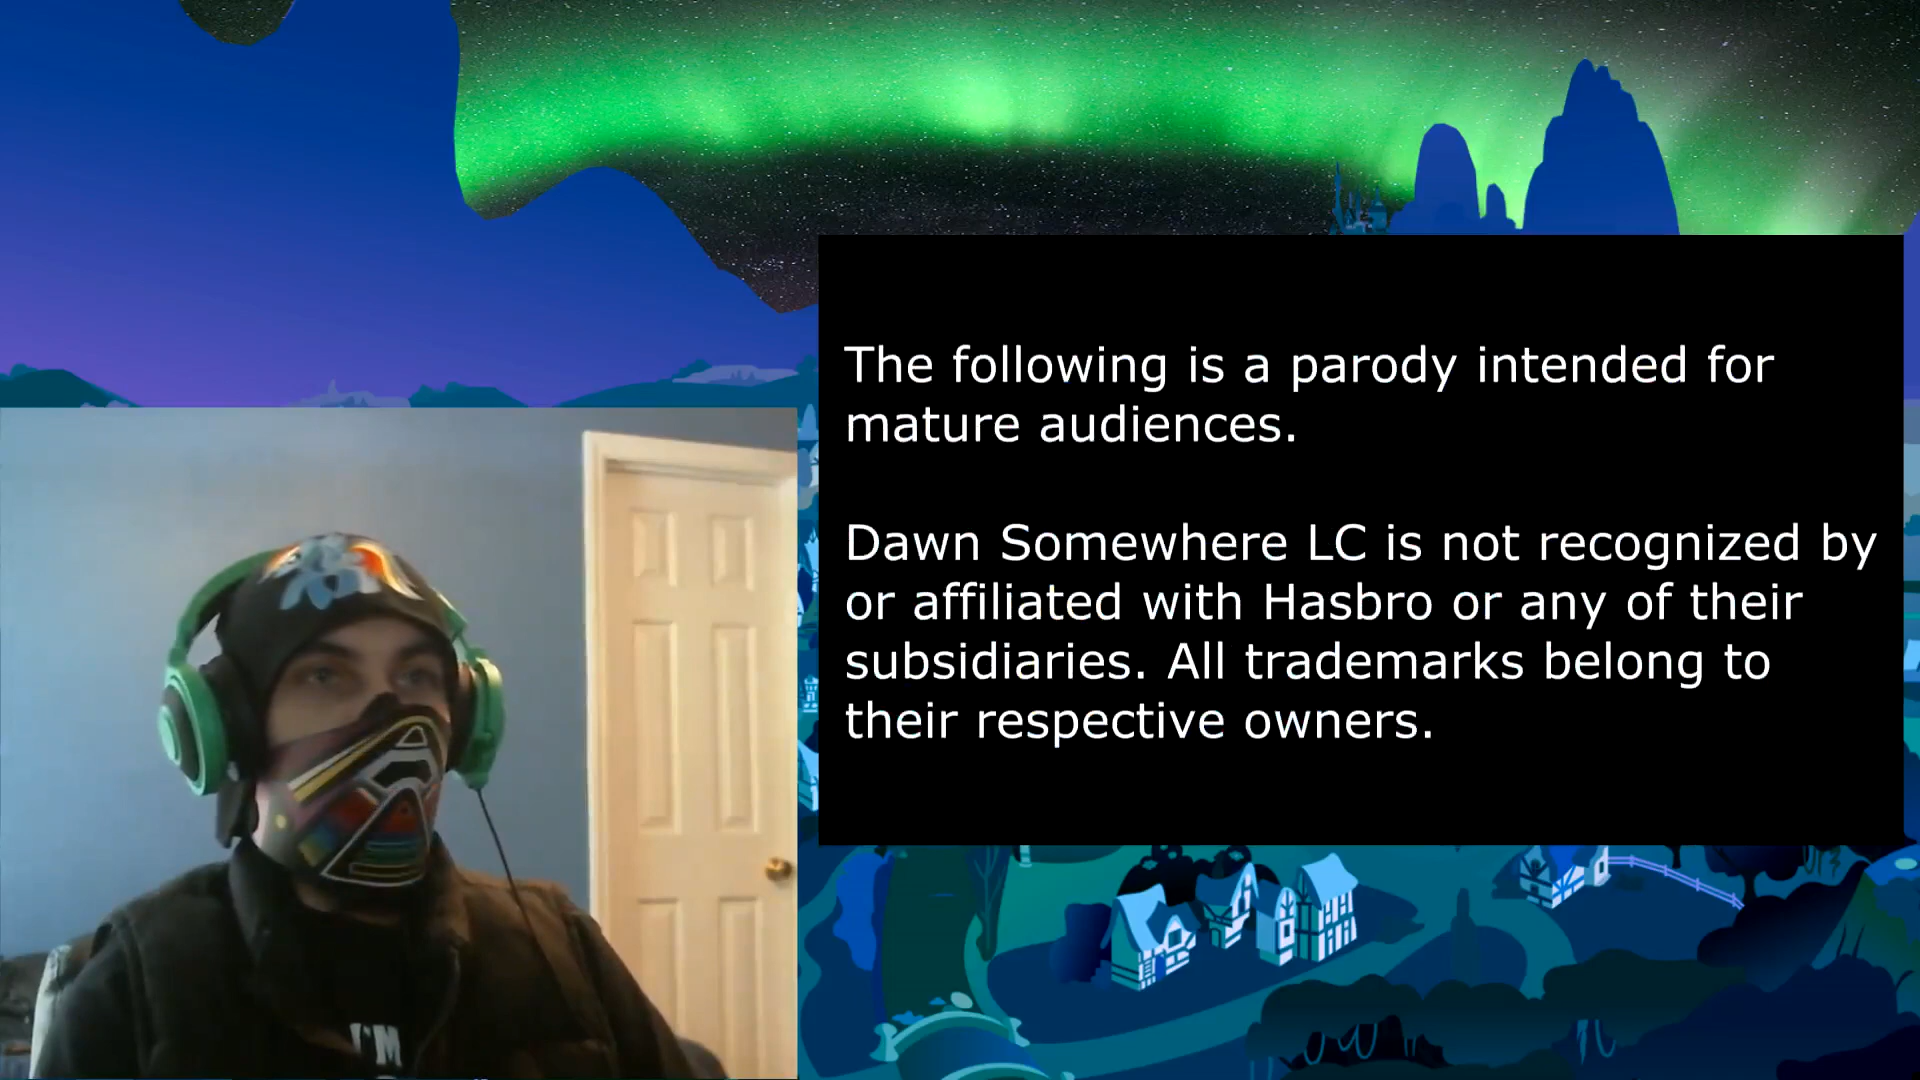 The following is a parody intended for
mature audiences.
Dawn Somewhere LC is not recognized by
or affiliated with Hasbro or any of their
subsidiaries. All trademarks belong to
their respective owners.
I'M